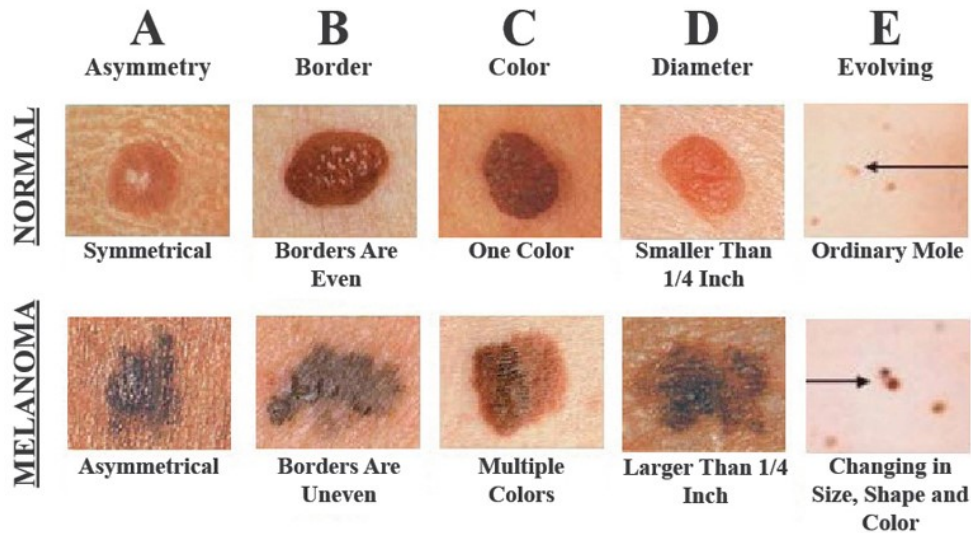 A B C D E
Asymmetry Border Color Diameter Evolving
NORMAL
Symmetrical Borders Are Even One Color Smaller Than 1/4 Inch Ordinary Mole
MELANOMA
Asymmetrical Borders Are Uneven Multiple Colors Larger Than 1/4 Inch Changing in Size, Shape and Color